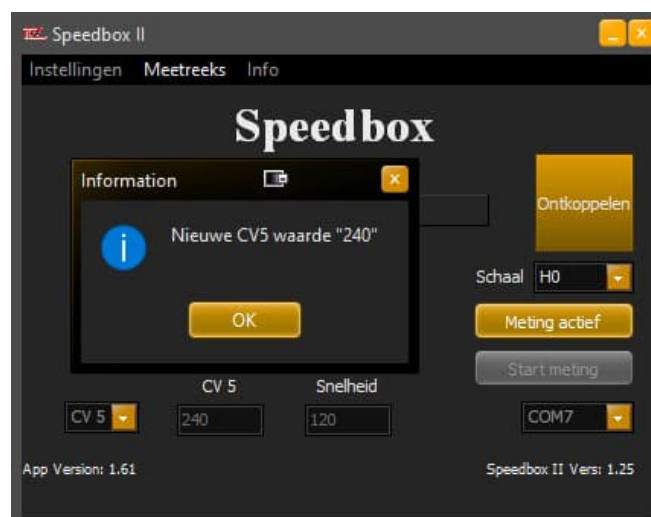 Speedbox II
Instellingen Meetreeks Info
Speedbox
Information
Ontkoppelen
Nieuwe CV5 waarde "240"
Schaal H0
OK
Meting actief
Start meting
CV 5 Snelheid
CV 5 240 120 COM7
App Version: 1.61 Speedbox II Vers: 1.25